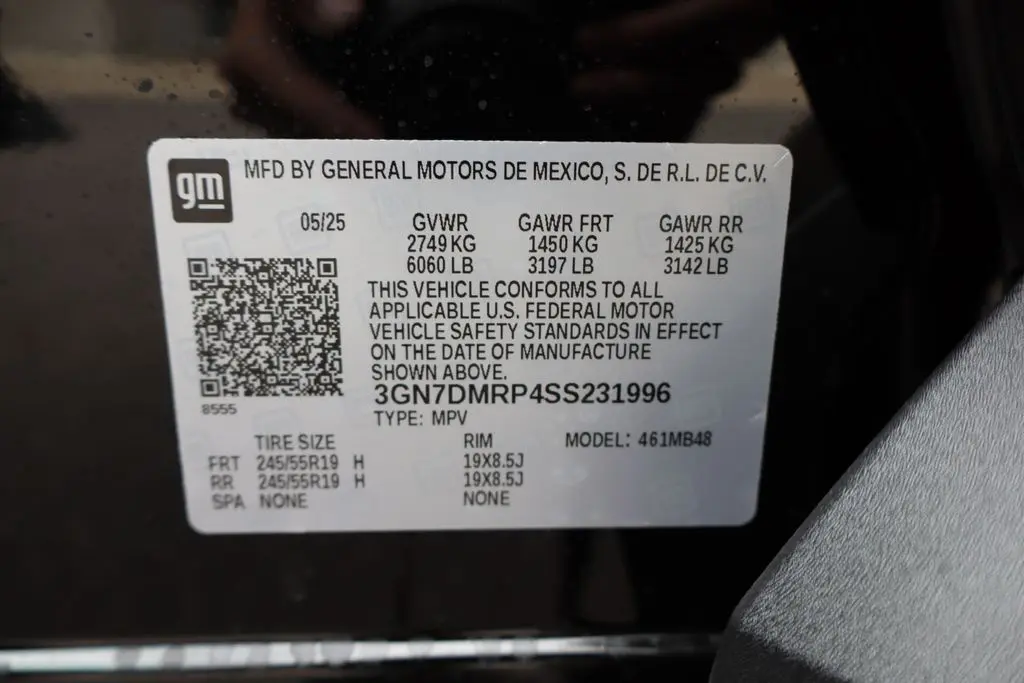 gm
MFD BY GENERAL MOTORS DE MEXICO, S. DE R.L. DE C.V.
05/25 GVWR GAWR FRT GAWR RR
2749 KG 1450 KG 1425 KG
6060 LB 3197 LB 3142 LB
THIS VEHICLE CONFORMS TO ALL
APPLICABLE U.S. FEDERAL MOTOR
VEHICLE SAFETY STANDARDS IN EFFECT
ON THE DATE OF MANUFACTURE
SHOWN ABOVE.
3GN7DMRP4SS231996
8555
TYPE: MPV
TIRE SIZE RIM MODEL: 461MB48
FRT 245/55R19 H 19X8.5J
RR 245/55R19 H 19X8.5J
SPA NONE NONE